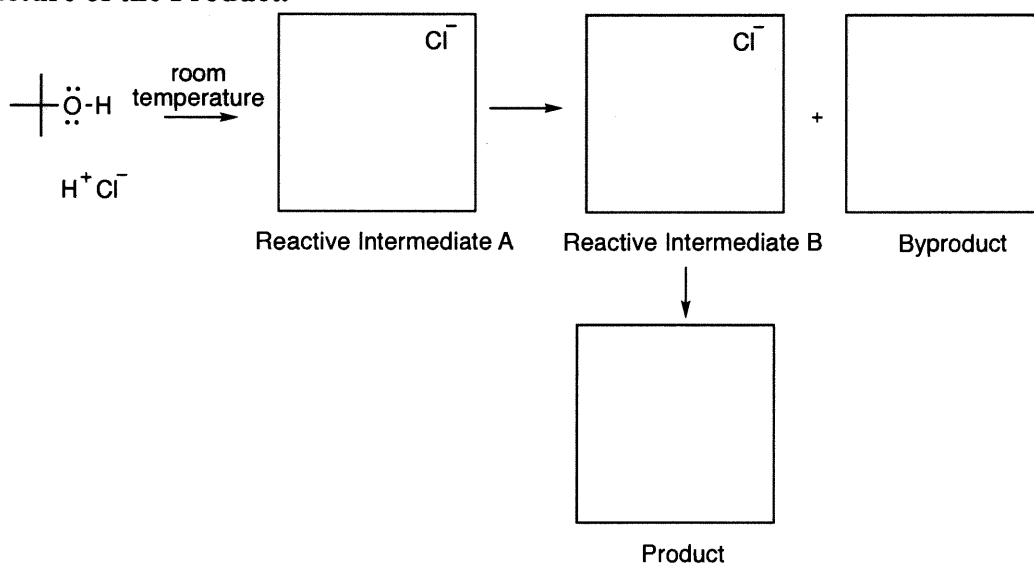 Cl⁻
Cl⁻
room
temperature
Ö-H
+
H⁺Cl⁻
Reactive Intermediate A
Reactive Intermediate B
Byproduct
Product